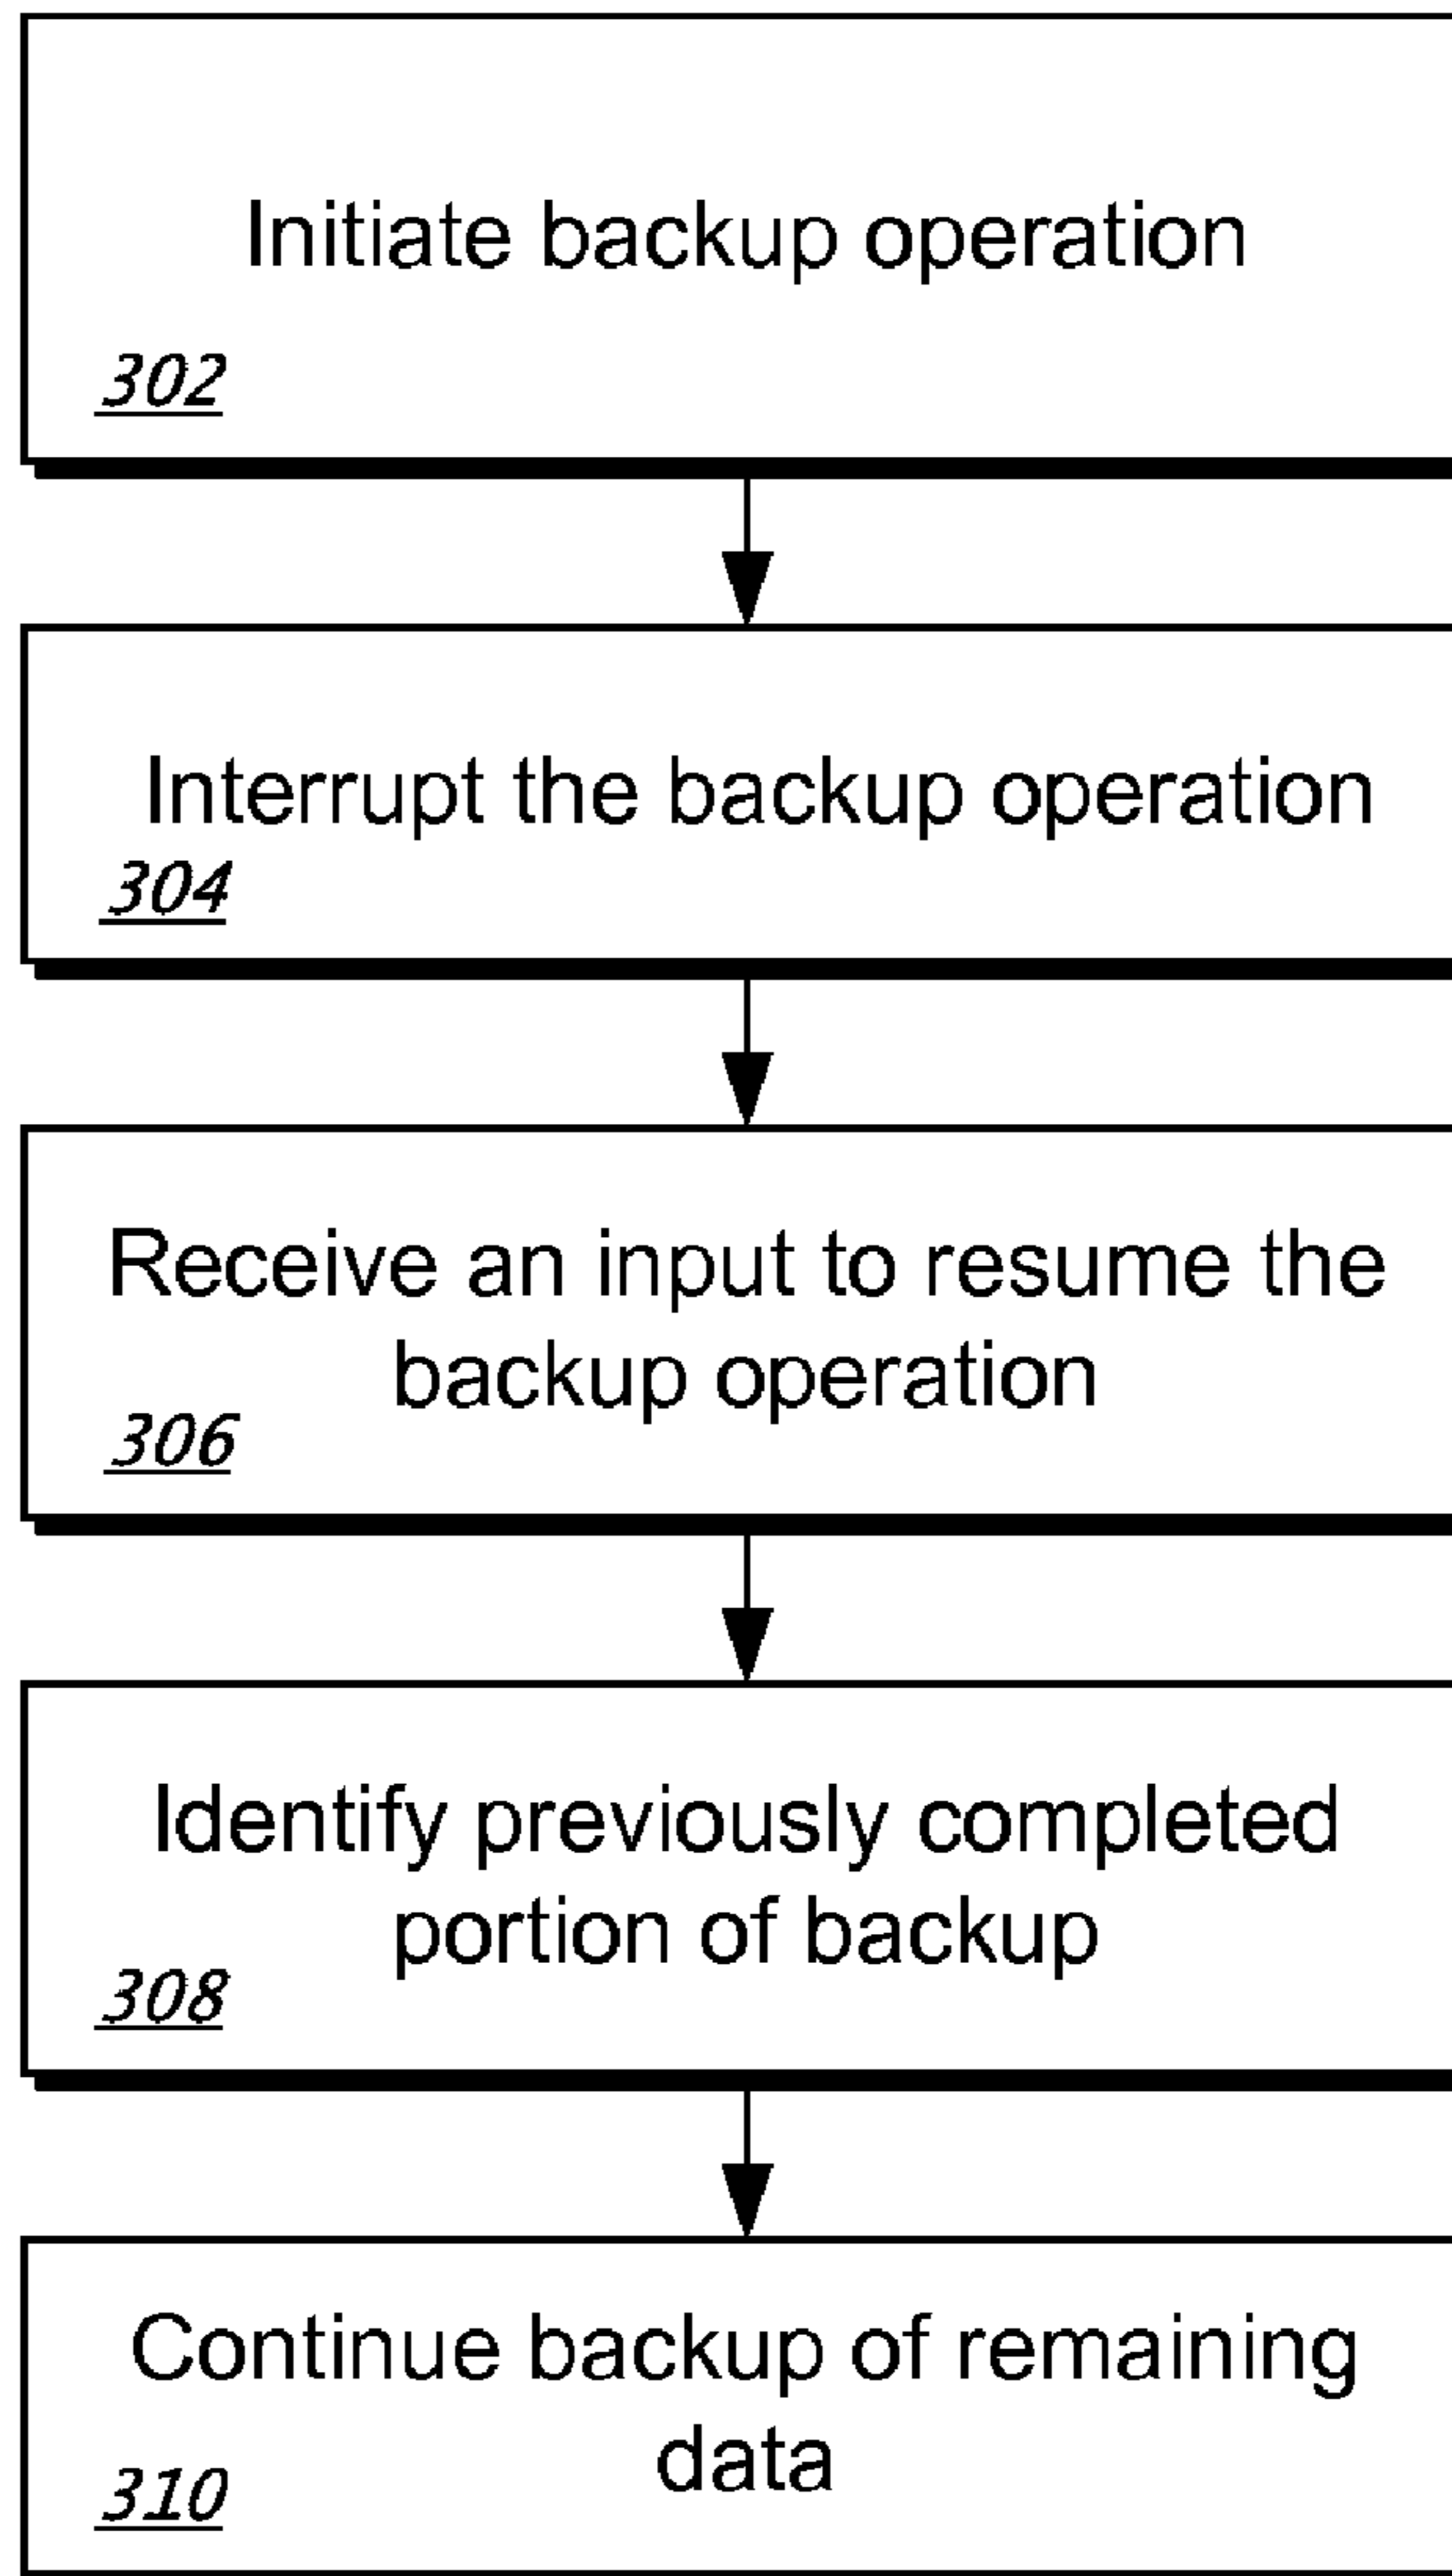 Initiate backup operation
302
Interrupt the backup operation
304
Receive an input to resume the
backup operation
306
Identify previously completed
portion of backup
308
Continue backup of remaining
data
310